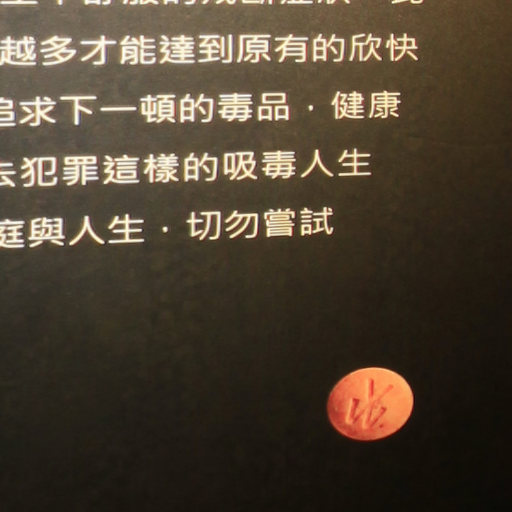 越多才能達到原有的欣快
追求下一頓的毒品，健康
去犯罪這樣的吸毒人生
庭與人生，切勿嘗試